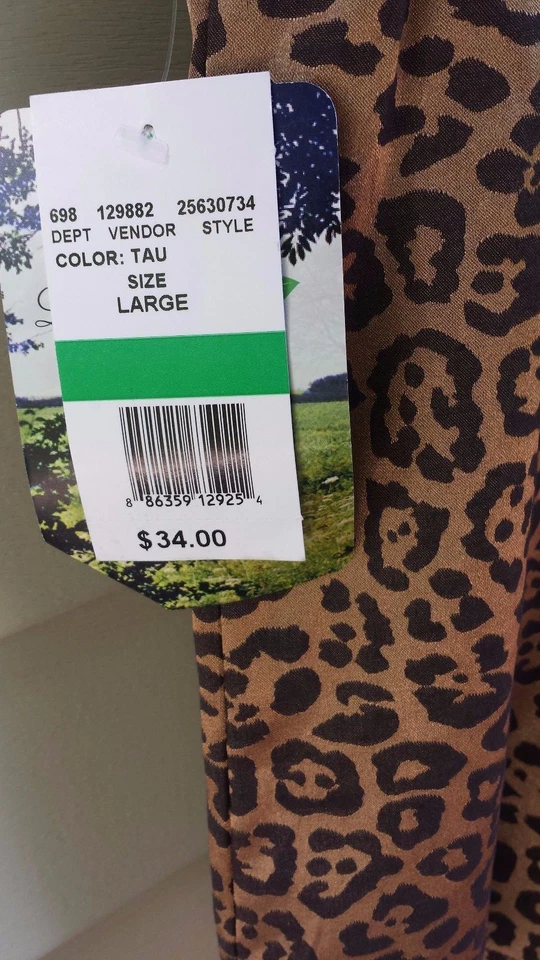 698 129882 25630734
DEPT VENDOR STYLE
COLOR: TAU
SIZE
LARGE
8 86359 12925 4
$34.00